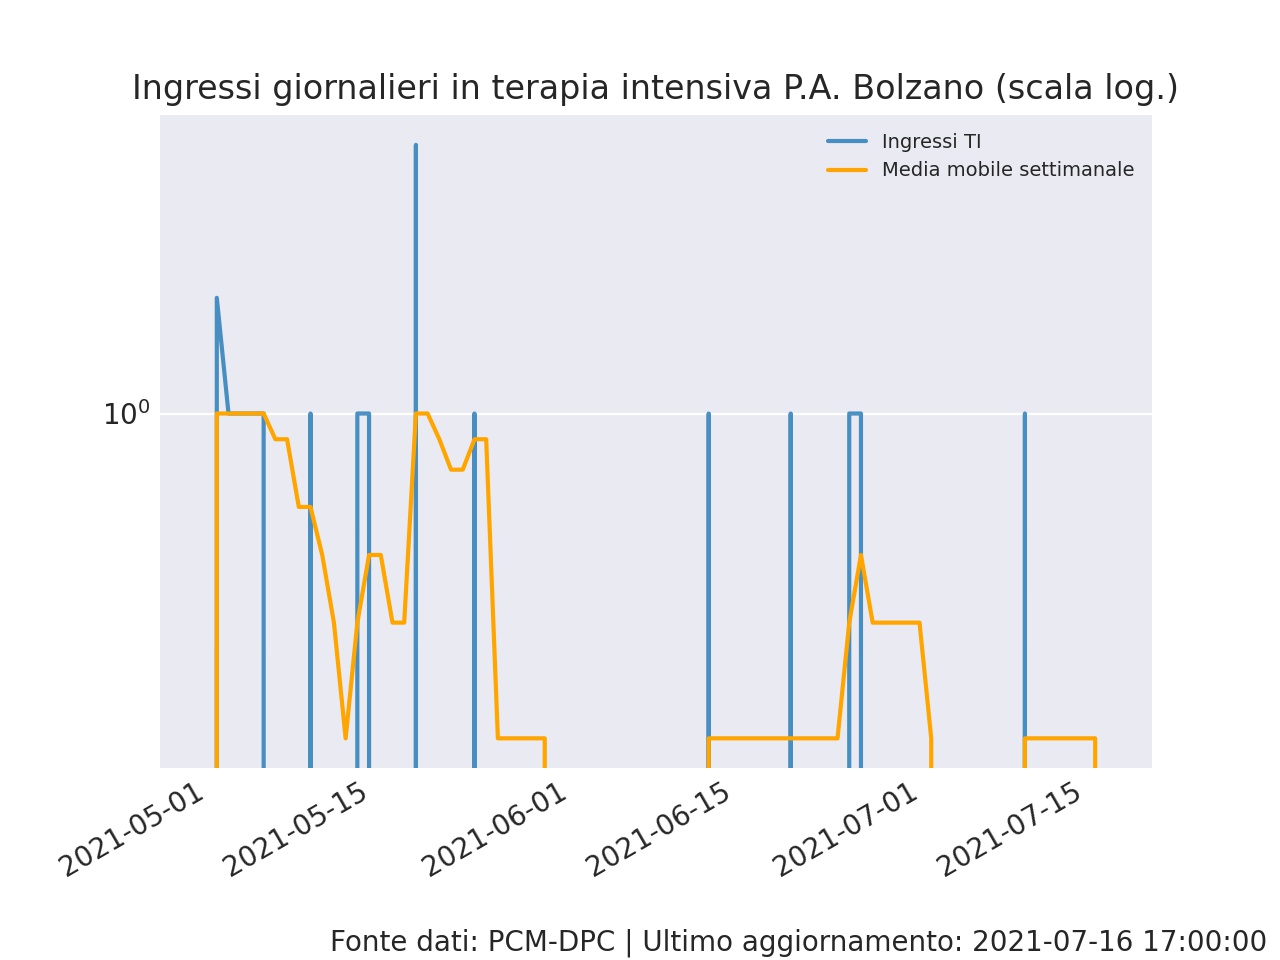 Ingressi giornalieri in terapia intensiva P.A. Bolzano (scala log.)
Ingressi TI
Media mobile settimanale
10⁰
2021-05-01
2021-05-15
2021-06-01
2021-06-15
2021-07-01
2021-07-15
Fonte dati: PCM-DPC | Ultimo aggiornamento: 2021-07-16 17:00:00